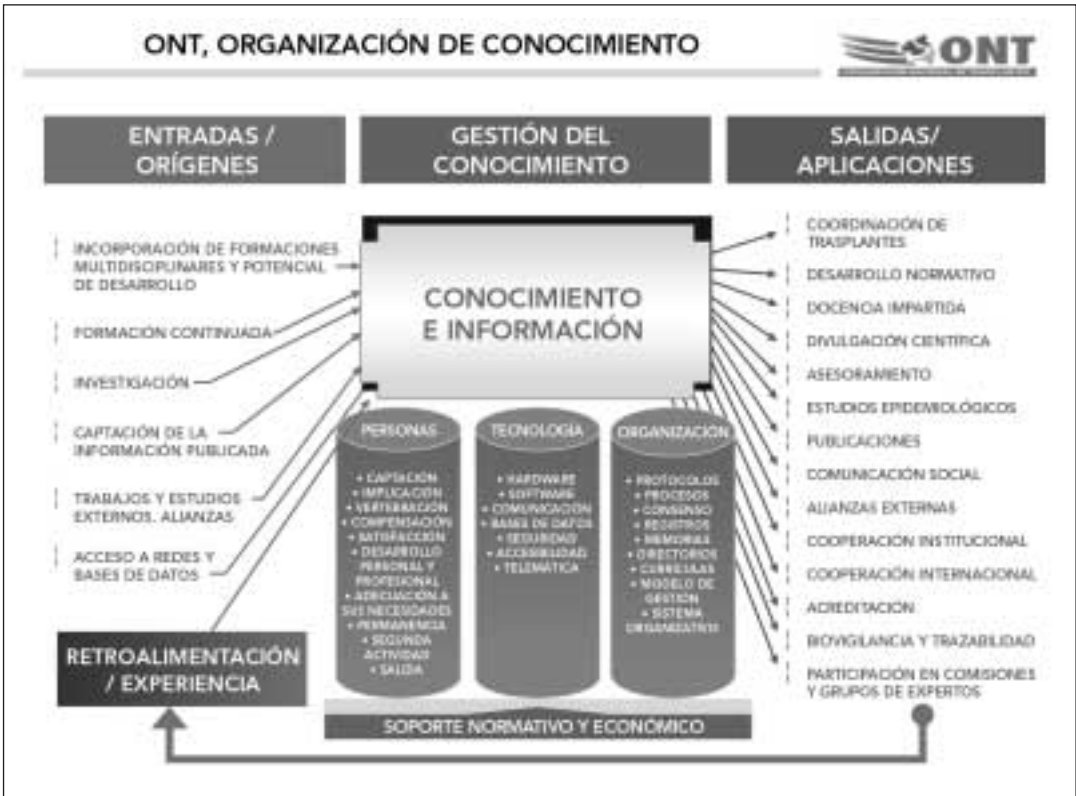 ONT, ORGANIZACIÓN DE CONOCIMIENTO
ONT
ENTRADAS /
ORÍGENES
GESTIÓN DEL
CONOCIMIENTO
SALIDAS/
APLICACIONES
INCORPORACIÓN DE FORMACIONES
MULTIDISCIPLINARES Y POTENCIAL
DE DESARROLLO
FORMACIÓN CONTINUADA
INVESTIGACIÓN
CAPTACIÓN DE LA
INFORMACIÓN PUBLICADA
TRABAJOS Y ESTUDIOS
EXTERNOS. ALIANZAS
ACCESO A REDES Y
BASES DE DATOS
RETROALIMENTACIÓN
/ EXPERIENCIA
CONOCIMIENTO
E INFORMACIÓN
PERSONAS
+ CAPTACIÓN
+ IMPLICACIÓN
+ VERTEBRACIÓN
+ COMPENSACIÓN
+ SATISFACCIÓN
+ DESARROLLO
PERSONAL Y
PROFESIONAL
+ ADECUACIÓN A
SUS NECESIDADES
+ PERMANENCIA
+ SEGUNDA
ACTIVIDAD
+ SALIDA
TECNOLOGÍA
+ HARDWARE
+ SOFTWARE
+ COMUNICACIÓN
+ BASES DE DATOS
+ SEGURIDAD
+ ACCESIBILIDAD
+ TELEMÁTICA
ORGANIZACIÓN
+ PROTOCOLOS
+ PROCESOS
+ CONSENSO
+ REGISTROS
+ MEMORIAS
+ DIRECTORIOS
+ CURRÍCULAS
+ MODELO DE
GESTIÓN
+ SISTEMA
ORGANIZATIVO
SOPORTE NORMATIVO Y ECONÓMICO
COORDINACIÓN DE
TRASPLANTES
DESARROLLO NORMATIVO
DOCENCIA IMPARTIDA
DIVULGACIÓN CIENTÍFICA
ASESORAMIENTO
ESTUDIOS EPIDEMIOLÓGICOS
PUBLICACIONES
COMUNICACIÓN SOCIAL
ALIANZAS EXTERNAS
COOPERACIÓN INSTITUCIONAL
COOPERACIÓN INTERNACIONAL
ACREDITACIÓN
BIOVIGILANCIA Y TRAZABILIDAD
PARTICIPACIÓN EN COMISIONES
Y GRUPOS DE EXPERTOS